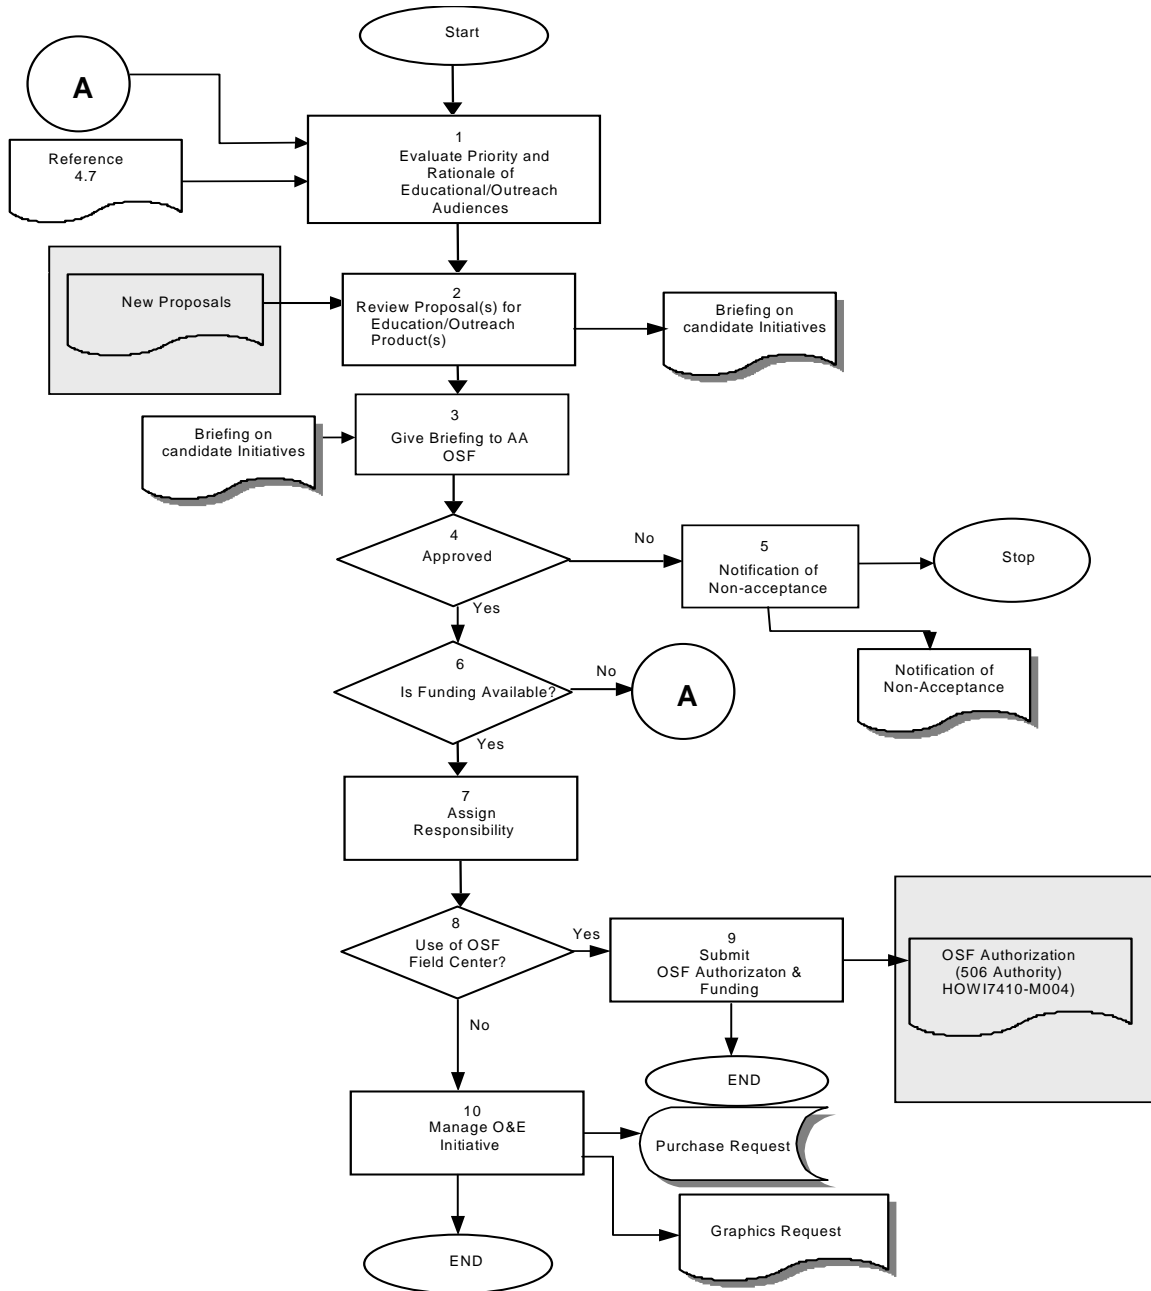 Start
A
Reference
4.7
1
Evaluate Priority and
Rationale of
Educational/Outreach
Audiences
New Proposals
2
Review Proposal(s) for
Education/Outreach
Product(s)
Briefing on
candidate Initiatives
Briefing on
candidate Initiatives
3
Give Briefing to AA
OSF
4
Approved
No
5
Notification of
Non-acceptance
Stop
Yes
Notification of
Non-Acceptance
6
Is Funding Available?
No
A
Yes
7
Assign
Responsibility
8
Use of OSF
Field Center?
Yes
9
Submit
OSF Authorizaton &
Funding
OSF Authorization
(506 Authority)
HOWI7410-M004)
No
END
10
Manage O&E
Initiative
Purchase Request
Graphics Request
END